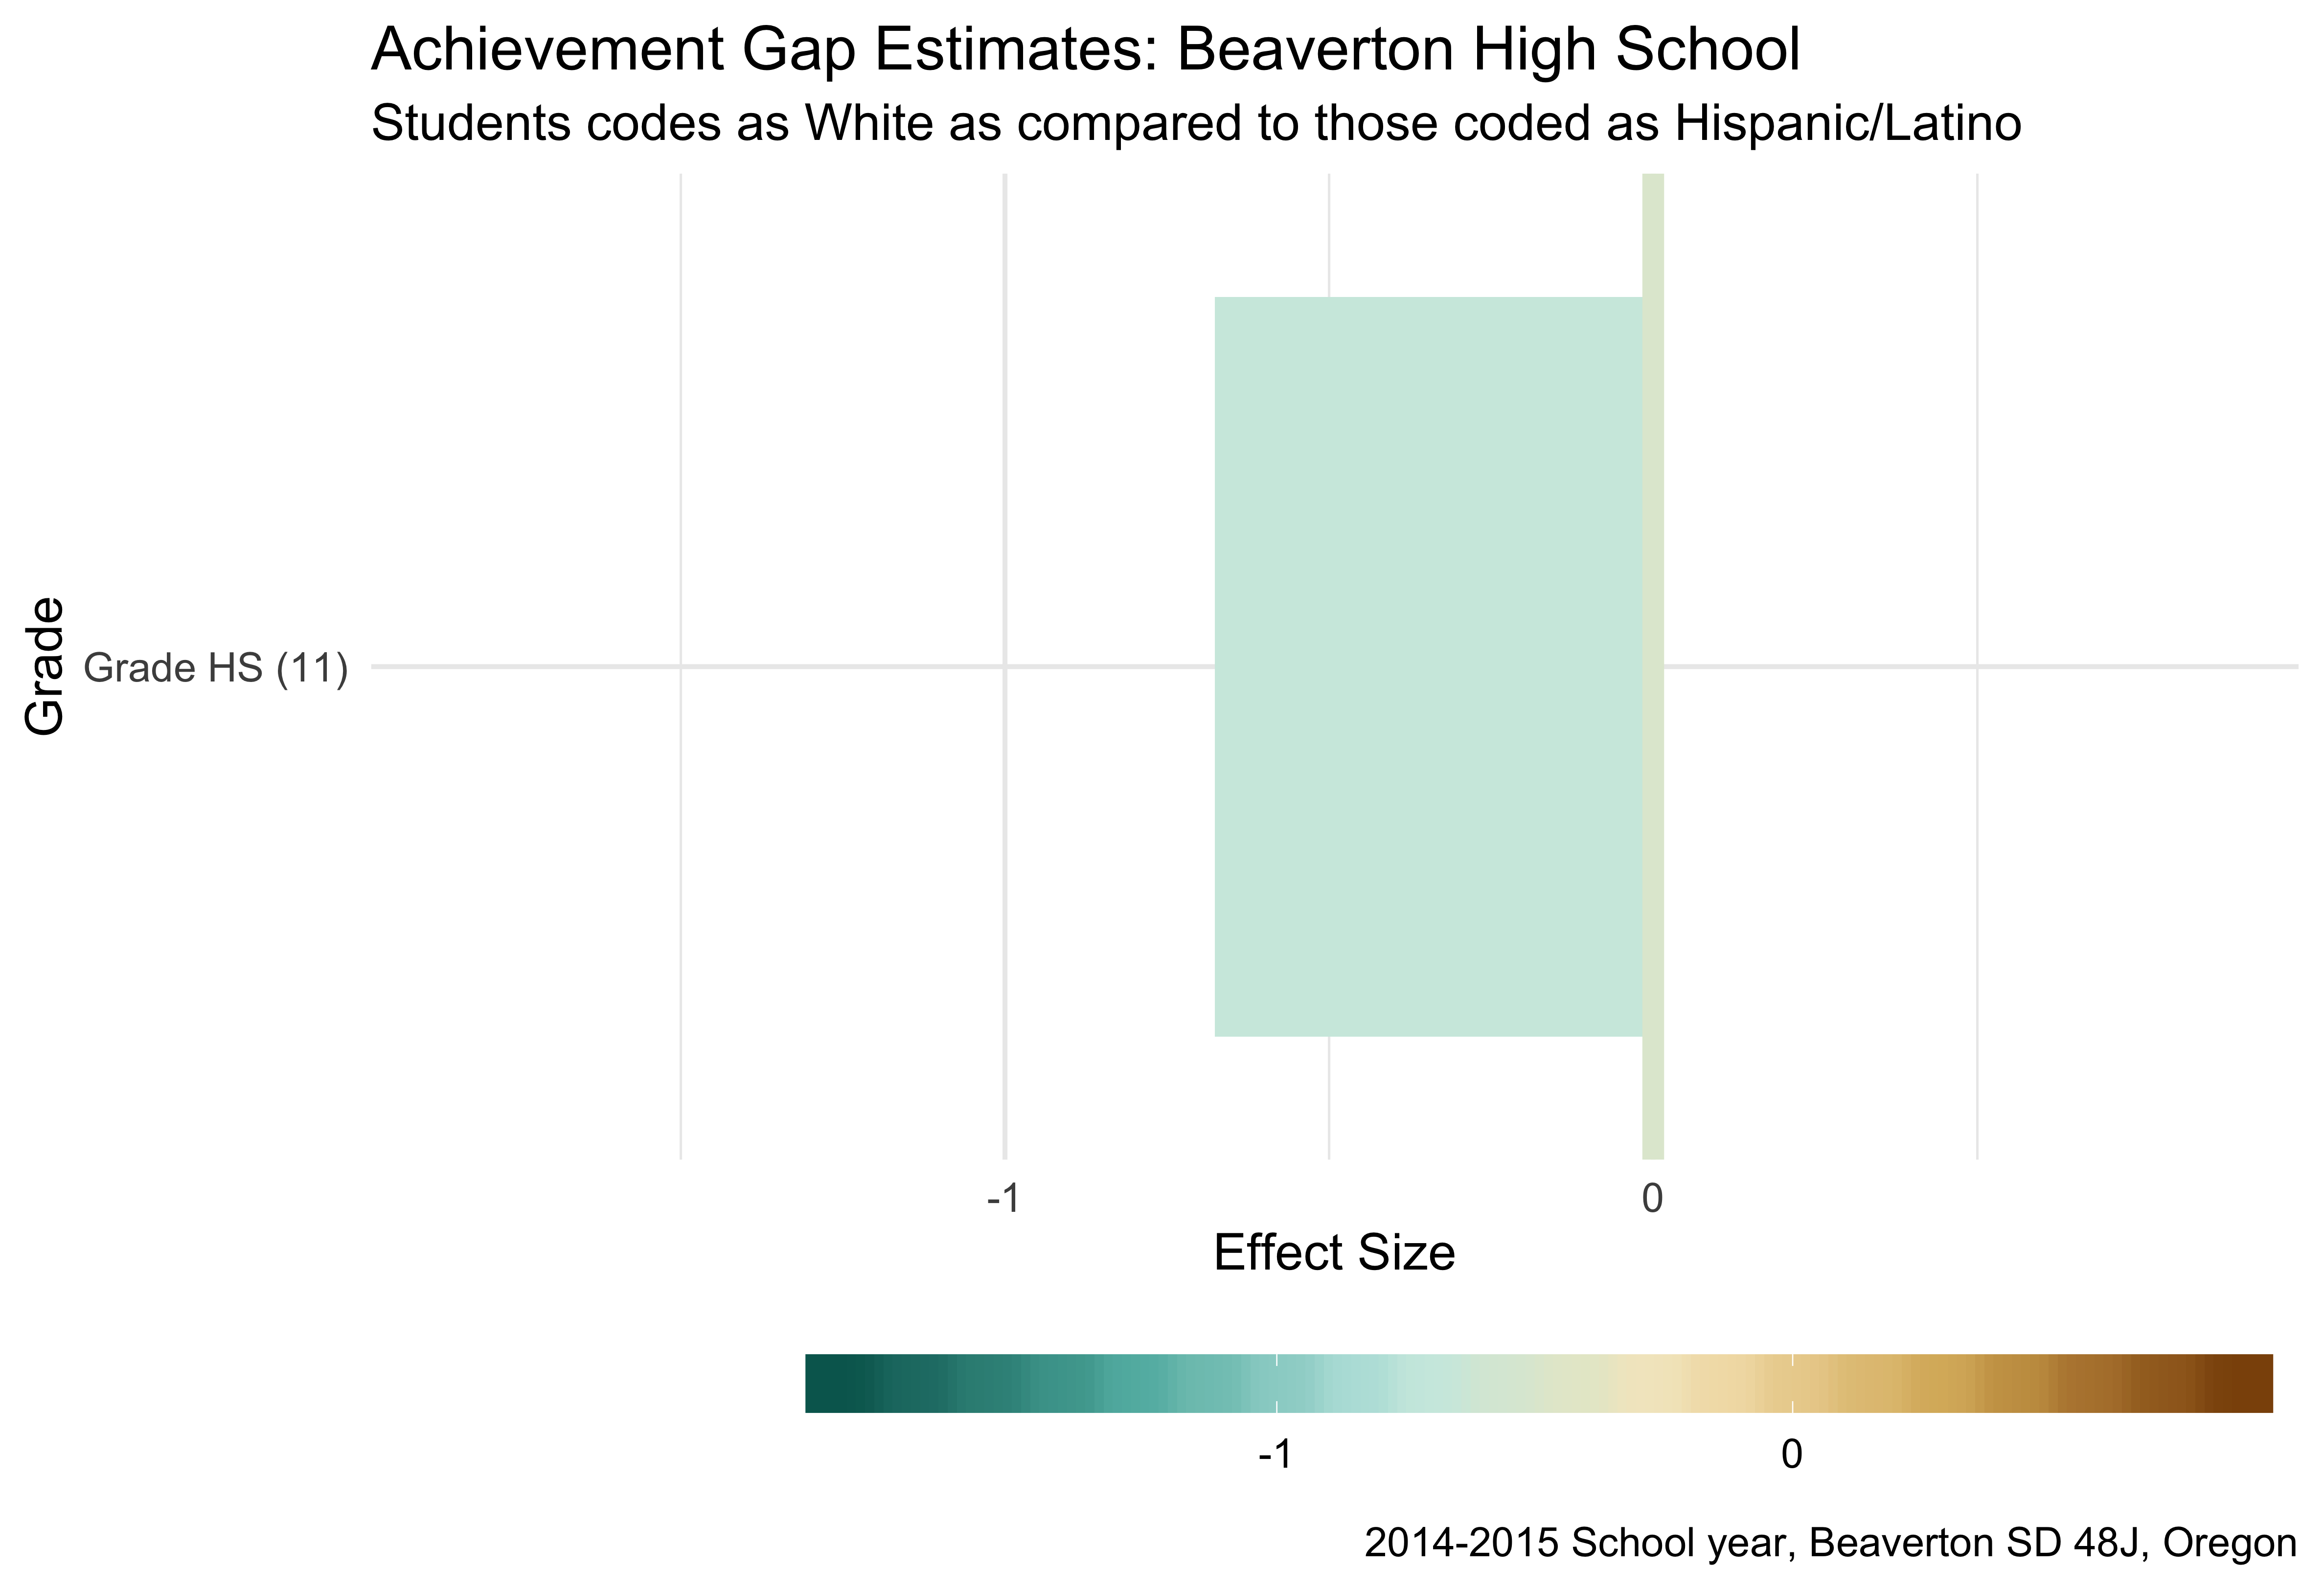 Achievement Gap Estimates: Beaverton High School
Students codes as White as compared to those coded as Hispanic/Latino
Grade
Grade HS (11)
-1
0
Effect Size
-1
0
2014-2015 School year, Beaverton SD 48J, Oregon